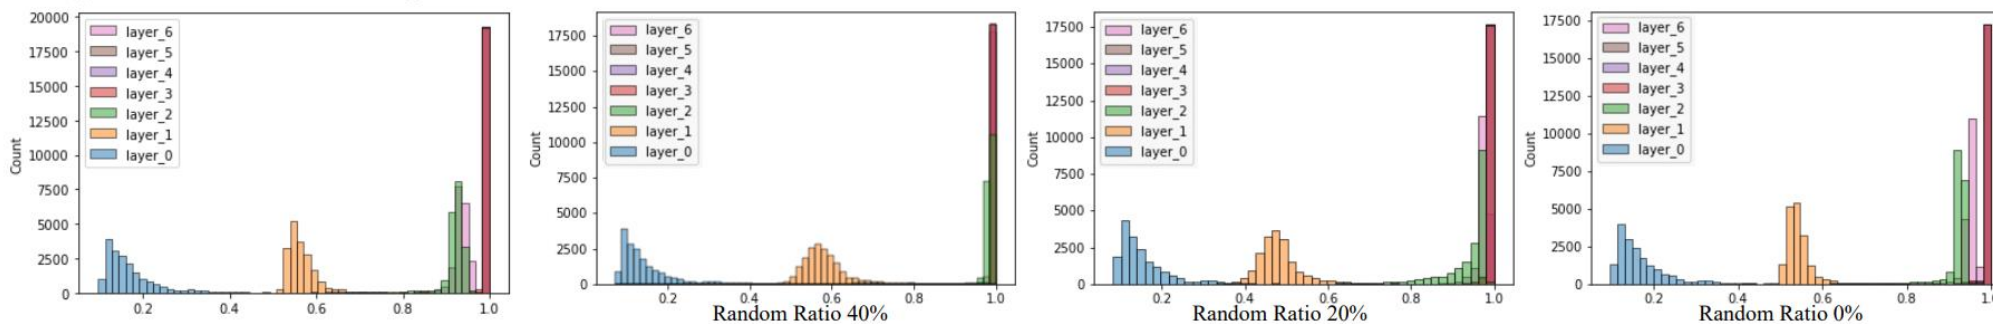 20000
17500
15000
12500
10000
7500
5000
2500
0
Count
layer_6
layer_5
layer_4
layer_3
layer_2
layer_1
layer_0
0.2 0.4 0.6 0.8 1.0
17500
15000
12500
10000
7500
5000
2500
0
Count
layer_6
layer_5
layer_4
layer_3
layer_2
layer_1
layer_0
0.2 0.4 0.6 0.8 1.0
Random Ratio 40%
17500
15000
12500
10000
7500
5000
2500
0
Count
layer_6
layer_5
layer_4
layer_3
layer_2
layer_1
layer_0
0.2 0.4 0.6 0.8 1.0
Random Ratio 20%
17500
15000
12500
10000
7500
5000
2500
0
Count
layer_6
layer_5
layer_4
layer_3
layer_2
layer_1
layer_0
0.2 0.4 0.6 0.8
Random Ratio 0%